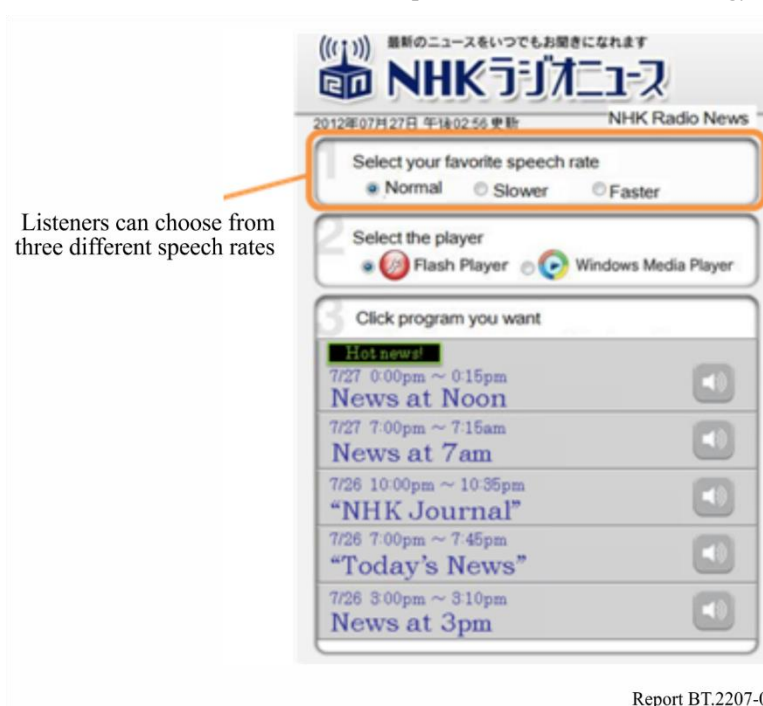 最新のニュースをいつでもお聞きになれます
NHKラジオニュース
2012年07月27日 午後02:56 更新
NHK Radio News
1
Select your favorite speech rate
Normal Slower Faster
Listeners can choose from
three different speech rates
2
Select the player
Flash Player Windows Media Player
3
Click program you want
Hot news!
7/27 0:00pm ~ 0:15pm
News at Noon
7/27 7:00pm ~ 7:15am
News at 7am
7/26 10:00pm ~ 10:35pm
“NHK Journal”
7/26 7:00pm ~ 7:45pm
“Today’s News”
7/26 3:00pm ~ 3:10pm
News at 3pm
Report BT.2207-0